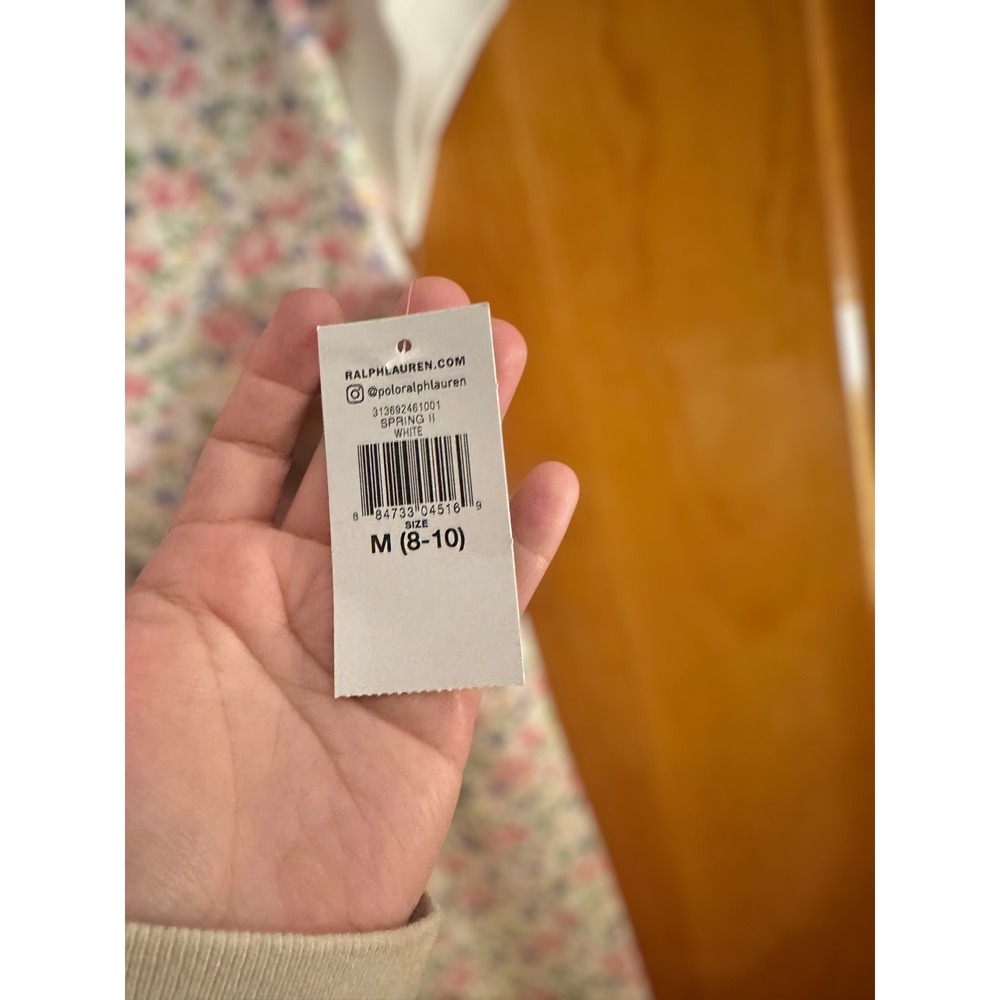 RALPHLAUREN.COM
@poloralphlauren
313692461001
SPRING II
WHITE
8 84733 04516 9
SIZE
M (8-10)